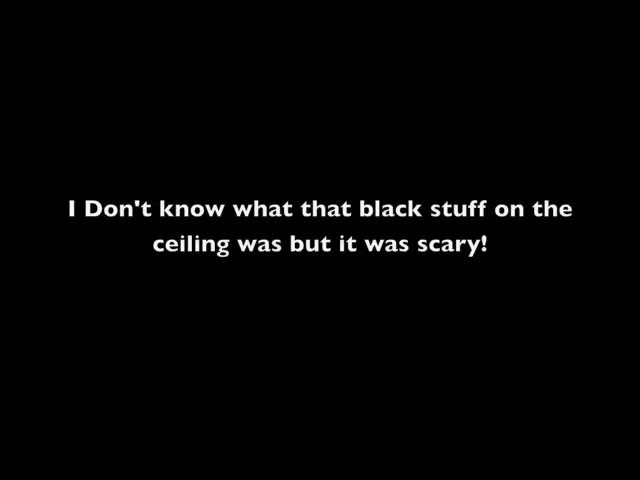 I Don't know what that black stuff on the
ceiling was but it was scary!